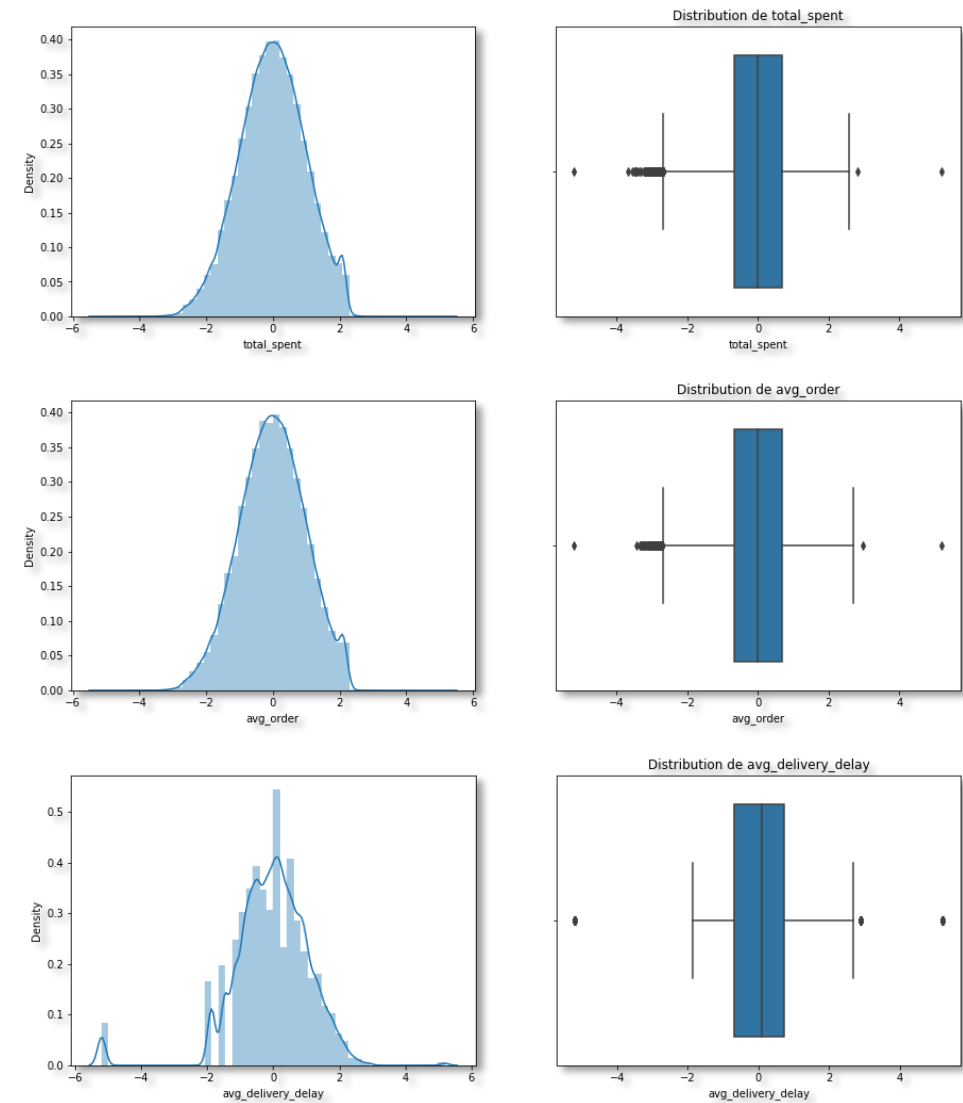 Distribution de total_spent
0.40
0.35
0.30
0.25
0.20
0.15
0.10
0.05
0.00
Density
−6 −4 −2 0 2 4 6
total_spent
−4 −2 0 2 4
total_spent
Distribution de avg_order
0.40
0.35
0.30
0.25
0.20
0.15
0.10
0.05
0.00
Density
−6 −4 −2 0 2 4 6
avg_order
−4 −2 0 2 4
avg_order
Distribution de avg_delivery_delay
0.5
0.4
0.3
0.2
0.1
0.0
Density
−6 −4 −2 0 2 4 6
avg_delivery_delay
−4 −2 0 2 4
avg_delivery_delay